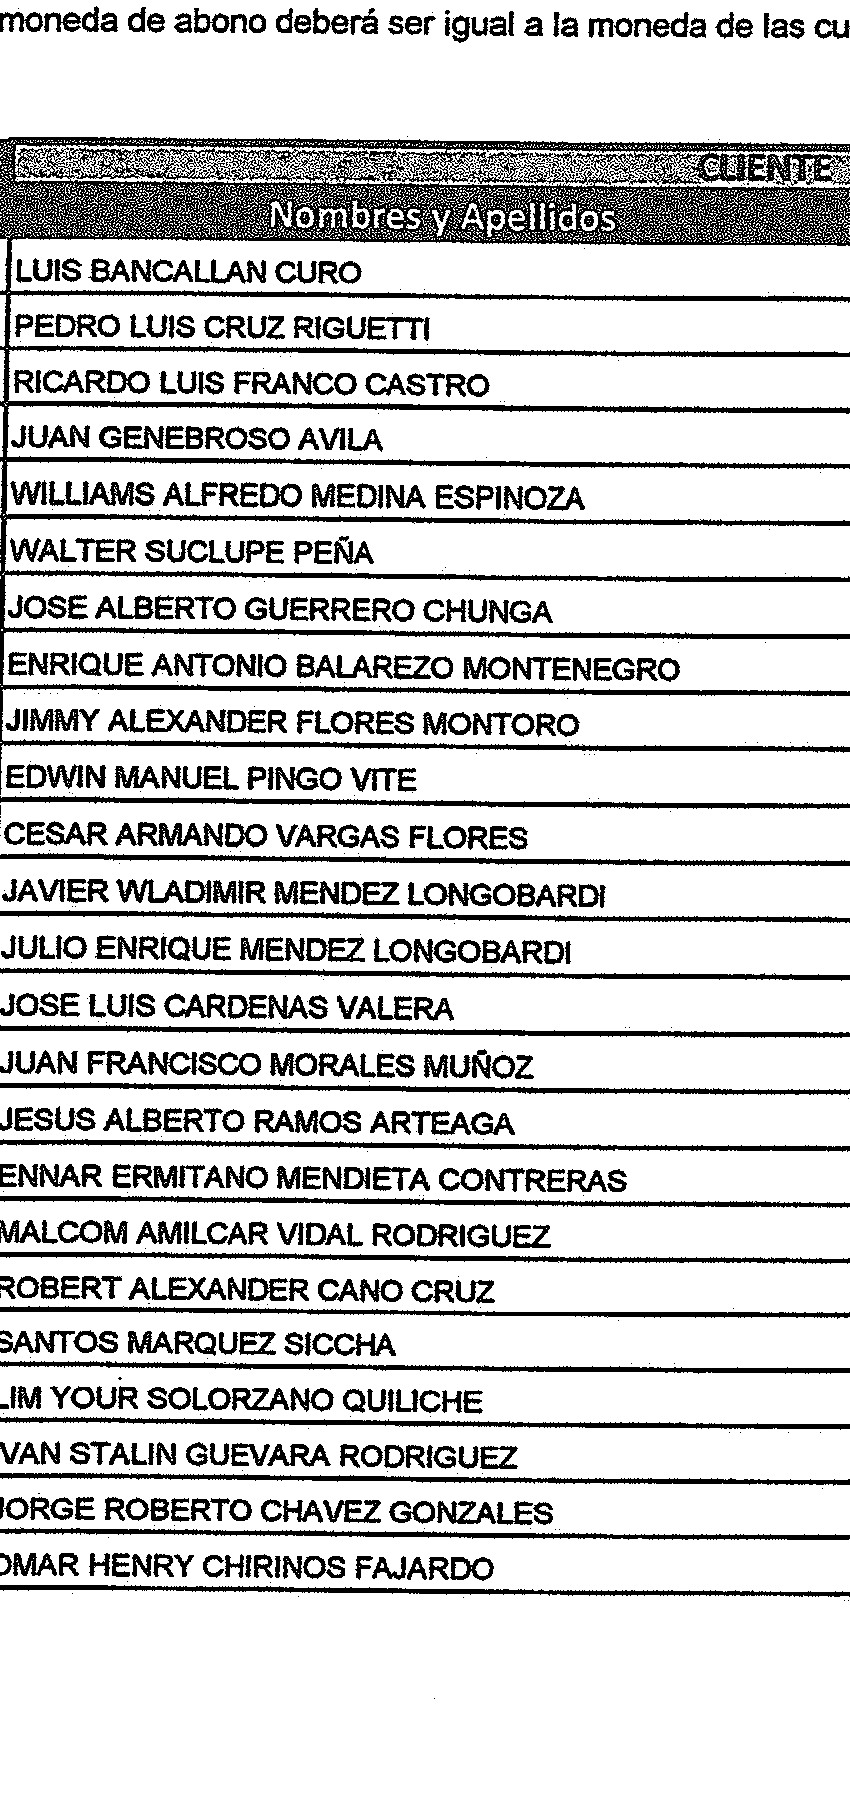 moneda de abono deberá ser igual a la moneda de las cu
CLIENTE
Nombres y Apellidos
LUIS BANCALLAN CURO
PEDRO LUIS CRUZ RIGUETTI
RICARDO LUIS FRANCO CASTRO
JUAN GENEBROSO AVILA
WILLIAMS ALFREDO MEDINA ESPINOZA
WALTER SUCLUPE PEÑA
JOSE ALBERTO GUERRERO CHUNGA
ENRIQUE ANTONIO BALAREZO MONTENEGRO
JIMMY ALEXANDER FLORES MONTORO
EDWIN MANUEL PINGO VITE
CESAR ARMANDO VARGAS FLORES
JAVIER WLADIMIR MENDEZ LONGOBARDI
JULIO ENRIQUE MENDEZ LONGOBARDI
JOSE LUIS CARDENAS VALERA
JUAN FRANCISCO MORALES MUÑOZ
JESUS ALBERTO RAMOS ARTEAGA
ENNAR ERMITANO MENDIETA CONTRERAS
MALCOM AMILCAR VIDAL RODRIGUEZ
ROBERT ALEXANDER CANO CRUZ
SANTOS MARQUEZ SICCHA
LIM YOUR SOLORZANO QUILICHE
VAN STALIN GUEVARA RODRIGUEZ
JORGE ROBERTO CHAVEZ GONZALES
OMAR HENRY CHIRINOS FAJARDO